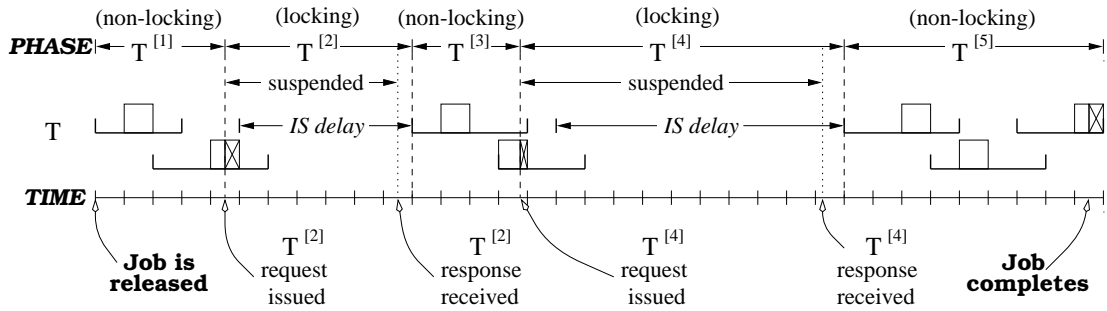 (non-locking) (locking) (non-locking) (locking) (non-locking)
PHASE T [1] T [2] T [3] T [4] T [5]
suspended suspended
T IS delay IS delay
TIME
T [2] T [2] T [4] T [4]
Job is released
request issued
response received
request issued
response received
Job completes